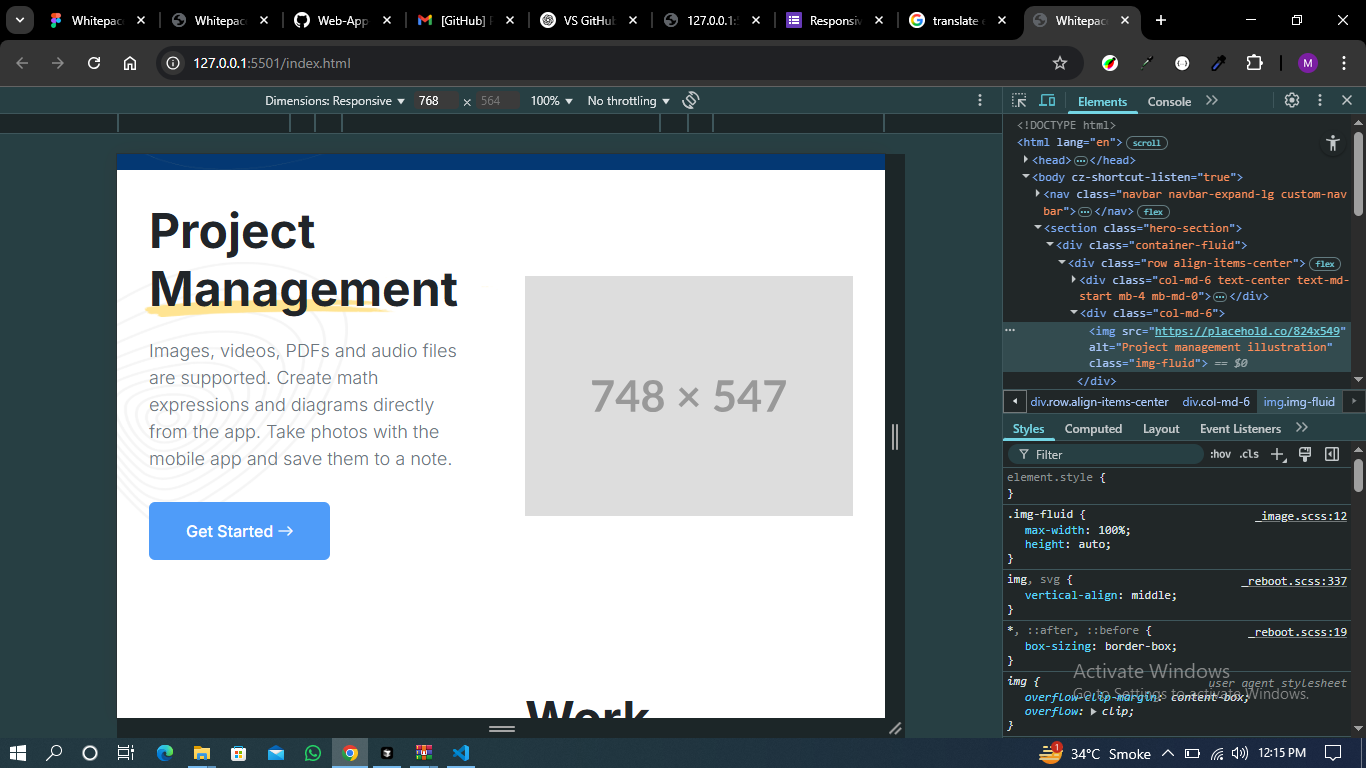 Whitepac
Whitepac
Web-App
[GitHub] P
VS GitHub
127.0.0.1:5
Responsiv
translate e
Whitepac
127.0.0.1:5501/index.html
M
Dimensions: Responsive 768 × 564 100% No throttling
Elements Console
<!DOCTYPE html>
<html lang="en"> scroll
<head> ⋯ </head>
<body cz-shortcut-listen="true">
<nav class="navbar navbar-expand-lg custom-nav
bar"> ⋯ </nav> flex
<section class="hero-section">
<div class="container-fluid">
<div class="row align-items-center"> flex
<div class="col-md-6 text-center text-md-
start mb-4 mb-md-0"> ⋯ </div>
<div class="col-md-6">
<img src="https://placehold.co/824x549"
alt="Project management illustration"
class="img-fluid"> == $0
</div>
div.row.align-items-center div.col-md-6 img.img-fluid
Styles Computed Layout Event Listeners
Filter :hov .cls
element.style {
}
.img-fluid { _image.scss:12
max-width: 100%;
height: auto;
}
img, svg { _reboot.scss:337
vertical-align: middle;
}
*, ::after, ::before { _reboot.scss:19
box-sizing: border-box;
}
img { user agent stylesheet
overflow-clip-margin: content-box;
overflow: clip;
}
Project
Management
Images, videos, PDFs and audio files
are supported. Create math
expressions and diagrams directly
from the app. Take photos with the
mobile app and save them to a note.
Get Started →
748 × 547
Work
Activate Windows
Go to Settings to activate Windows.
1
34°C Smoke 12:15 PM